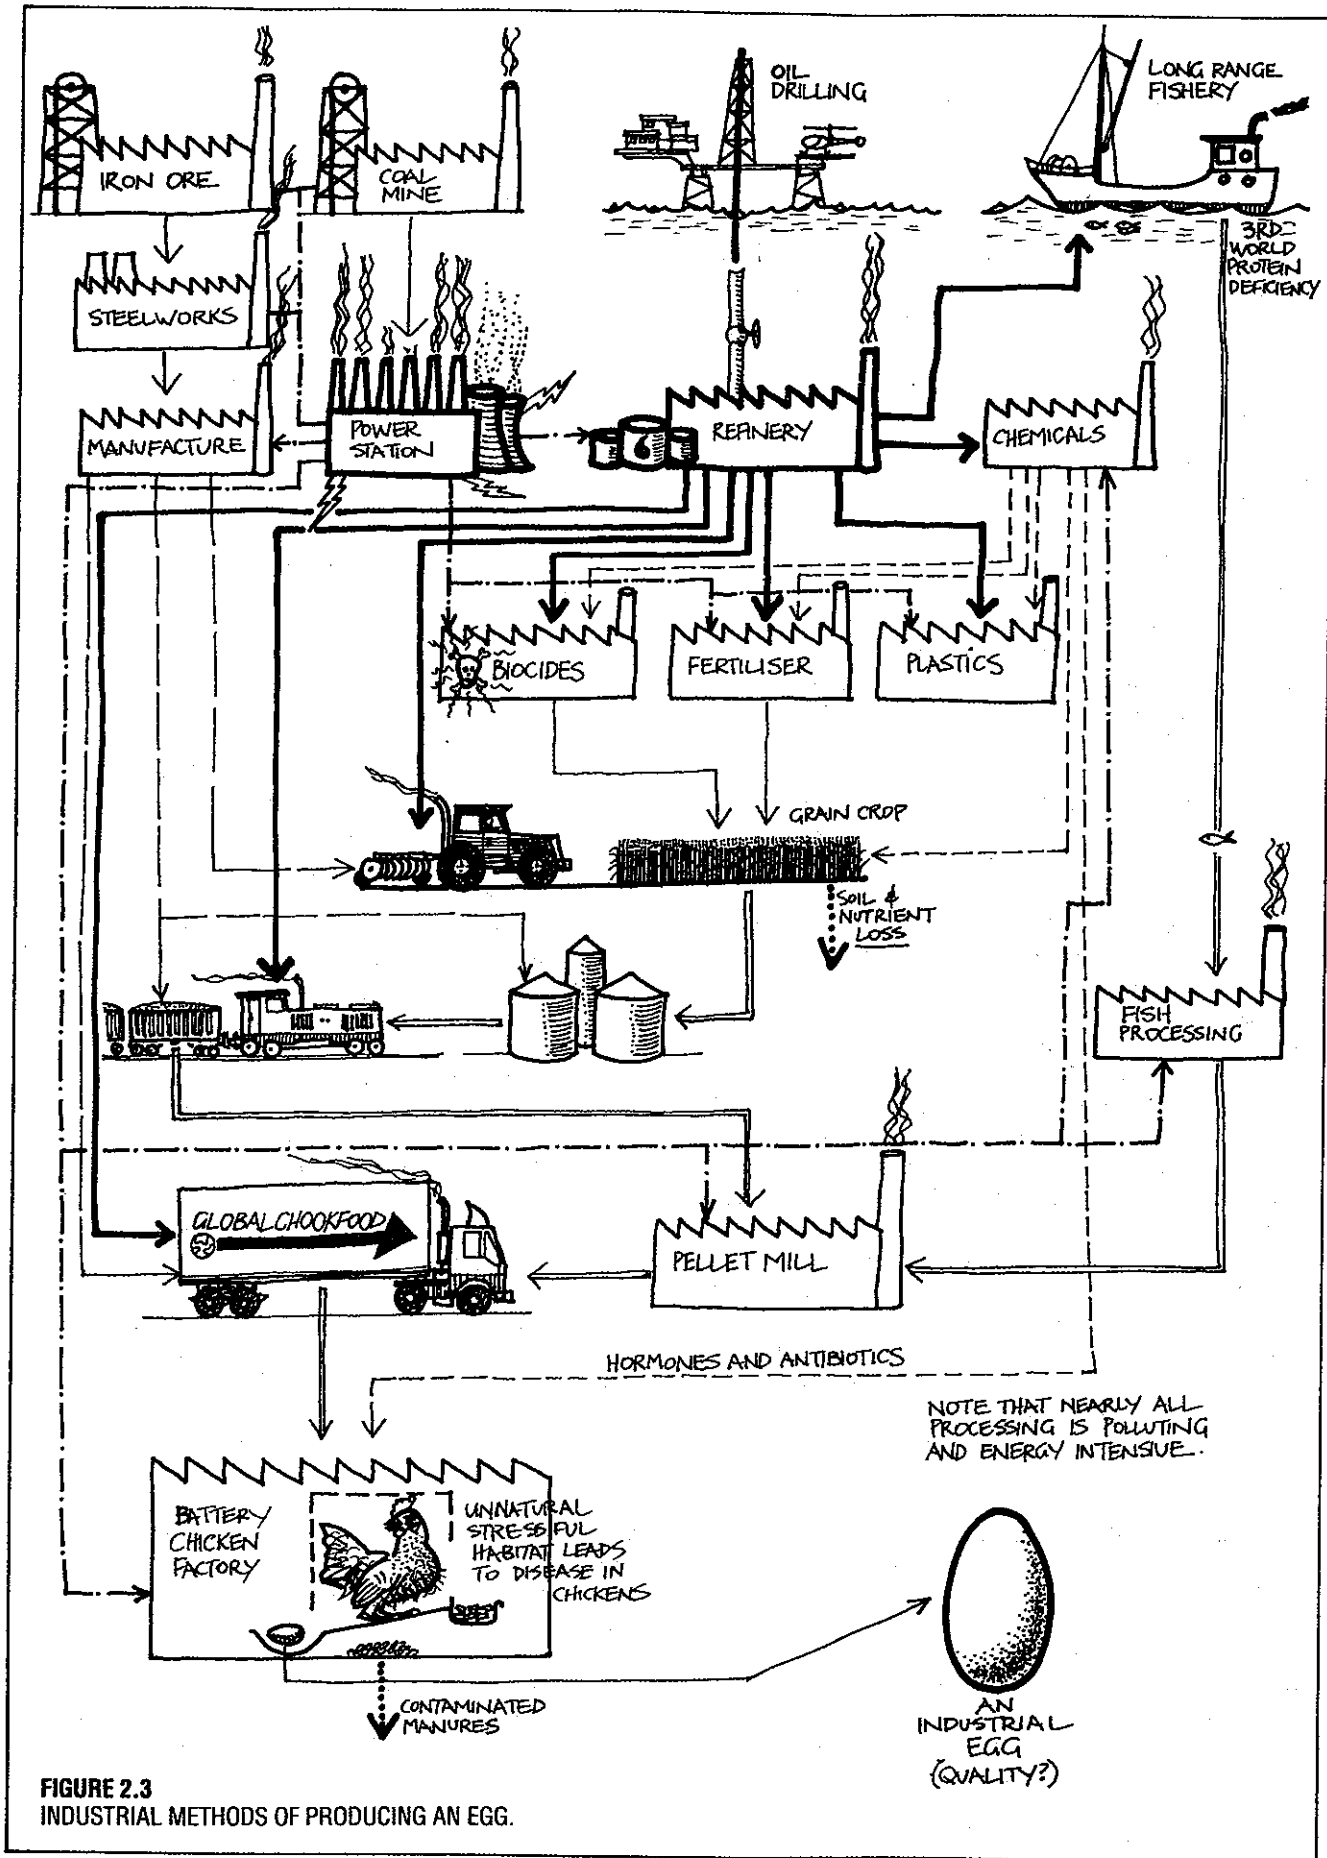 IRON ORE
COAL
MINE
OIL
DRILLING
LONG RANGE
FISHERY
3RD
WORLD
PROTEIN
DEFICIENCY
STEELWORKS
MANUFACTURE
POWER
STATION
REFINERY
CHEMICALS
BIOCIDES
FERTILISER
PLASTICS
GRAIN CROP
SOIL &
NUTRIENT
LOSS
FISH
PROCESSING
GLOBAL CHOOKFOOD
PELLET MILL
HORMONES AND ANTIBIOTICS
NOTE THAT NEARLY ALL
PROCESSING IS POLLUTING
AND ENERGY INTENSIVE.
BATTERY
CHICKEN
FACTORY
UNNATURAL
STRESSFUL
HABITAT LEADS
TO DISEASE IN
CHICKENS
CONTAMINATED
MANURES
AN
INDUSTRIAL
EGG
(QUALITY?)
FIGURE 2.3
INDUSTRIAL METHODS OF PRODUCING AN EGG.